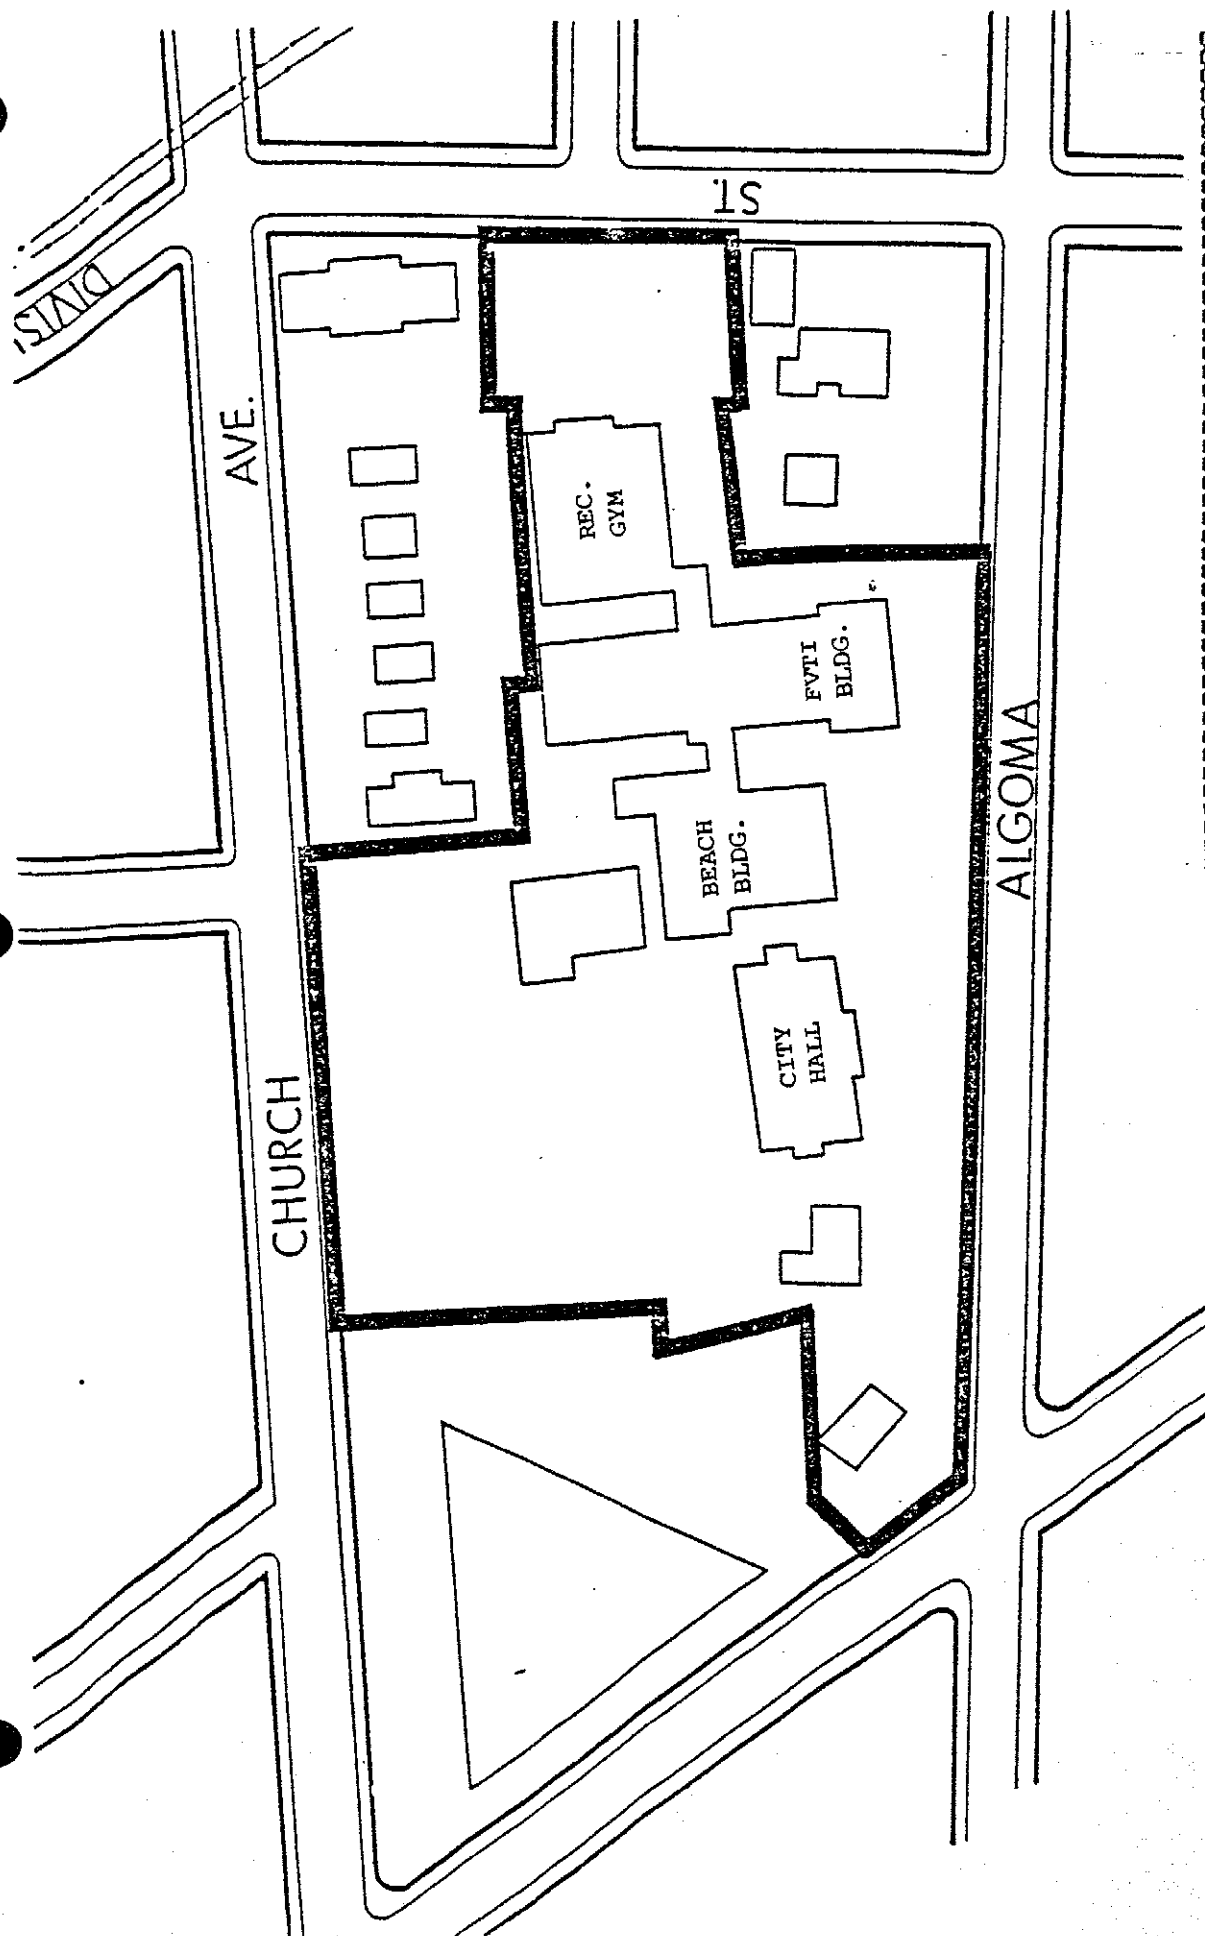 DIVIS
ST.
AVE.
REC.
GYM
FVTI
BLDG.
ALGOMA
BEACH
BLDG.
CITY
HALL
CHURCH